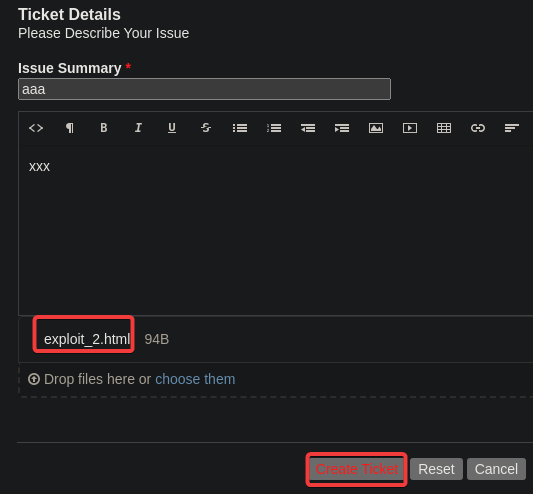 Ticket Details
Please Describe Your Issue
Issue Summary *
aaa
<> ¶ B I U S
xxx
exploit_2.html 94B
Drop files here or choose them
Create Ticket Reset Cancel